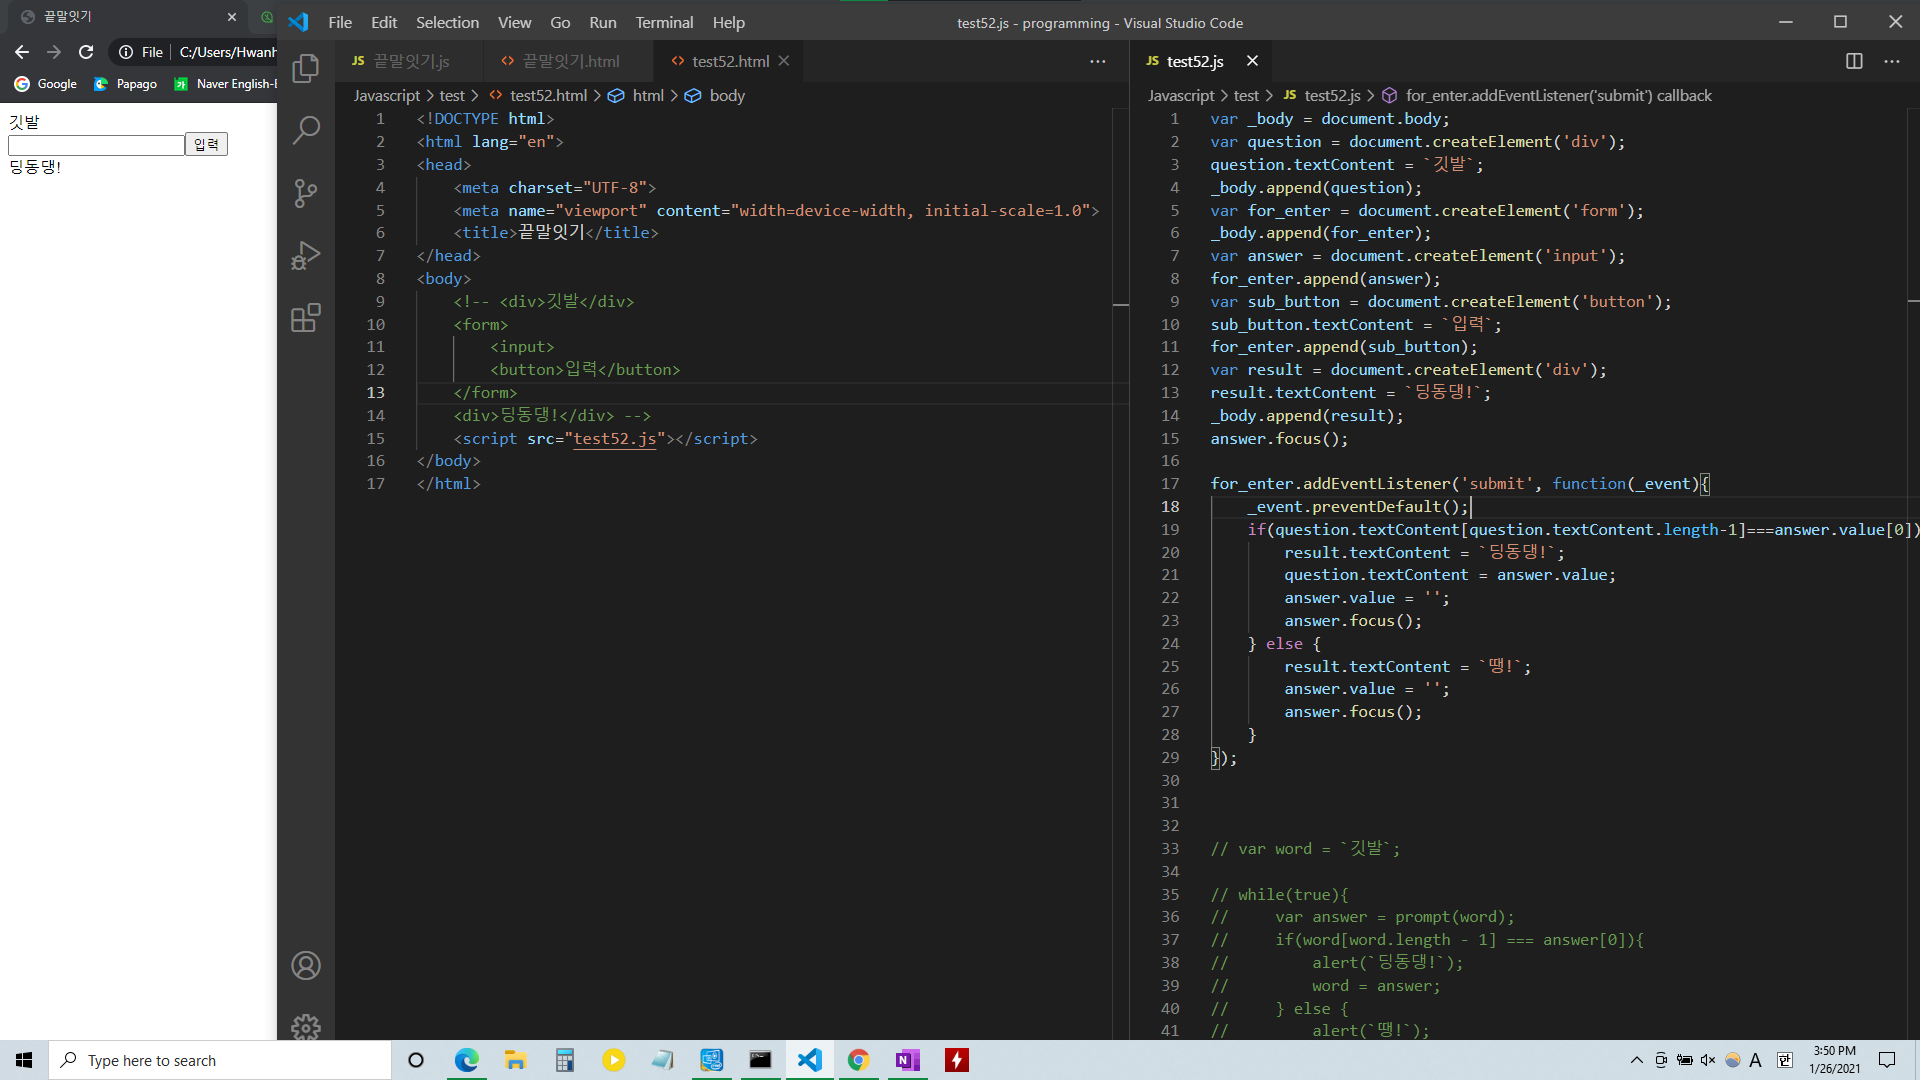 끝말잇기
File
C:/Users/Hwanh
Google
Papago
Naver English-
깃발
입력
딩동댕!
File Edit Selection View Go Run Terminal Help
test52.js - programming - Visual Studio Code
JS 끝말잇기.js
<> 끝말잇기.html
<> test52.html
JS test52.js
Javascript > test > <> test52.html > html > body
1 <!DOCTYPE html>
2 <html lang="en">
3 <head>
4 <meta charset="UTF-8">
5 <meta name="viewport" content="width=device-width, initial-scale=1.0">
6 <title>끝말잇기</title>
7 </head>
8 <body>
9 <!-- <div>깃발</div>
10 <form>
11 <input>
12 <button>입력</button>
13 </form>
14 <div>딩동댕!</div> -->
15 <script src="test52.js"></script>
16 </body>
17 </html>
Javascript > test > JS test52.js > for_enter.addEventListener('submit') callback
1 var _body = document.body;
2 var question = document.createElement('div');
3 question.textContent = `깃발`;
4 _body.append(question);
5 var for_enter = document.createElement('form');
6 _body.append(for_enter);
7 var answer = document.createElement('input');
8 for_enter.append(answer);
9 var sub_button = document.createElement('button');
10 sub_button.textContent = `입력`;
11 for_enter.append(sub_button);
12 var result = document.createElement('div');
13 result.textContent = `딩동댕!`;
14 _body.append(result);
15 answer.focus();
16
17 for_enter.addEventListener('submit', function(_event){
18 _event.preventDefault();
19 if(question.textContent[question.textContent.length-1]===answer.value[0])
20 result.textContent = `딩동댕!`;
21 question.textContent = answer.value;
22 answer.value = '';
23 answer.focus();
24 } else {
25 result.textContent = `땡!`;
26 answer.value = '';
27 answer.focus();
28 }
29 });
30
31
32
33 // var word = `깃발`;
34
35 // while(true){
36 // var answer = prompt(word);
37 // if(word[word.length - 1] === answer[0]){
38 // alert(`딩동댕!`);
39 // word = answer;
40 // } else {
41 // alert(`땡!`);
Type here to search
A
한
3:50 PM
1/26/2021